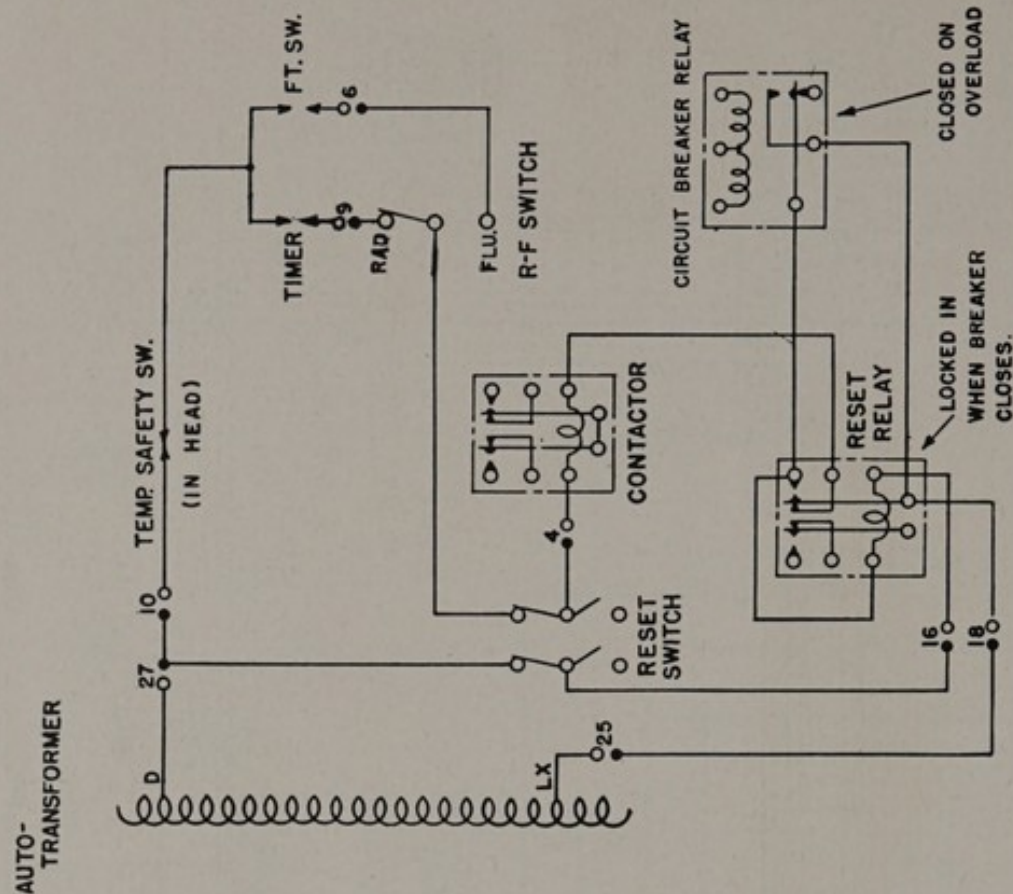 AUTO-
TRANSFORMER
D
27
10
TEMP. SAFETY SW.
(IN HEAD)
TIMER
FT. SW.
9
6
RAD
FLU.
R-F SWITCH
LX
25
RESET
SWITCH
4
CONTACTOR
CIRCUIT BREAKER RELAY
CLOSED ON
OVERLOAD
16
18
RESET
RELAY
LOCKED IN
WHEN BREAKER
CLOSES.